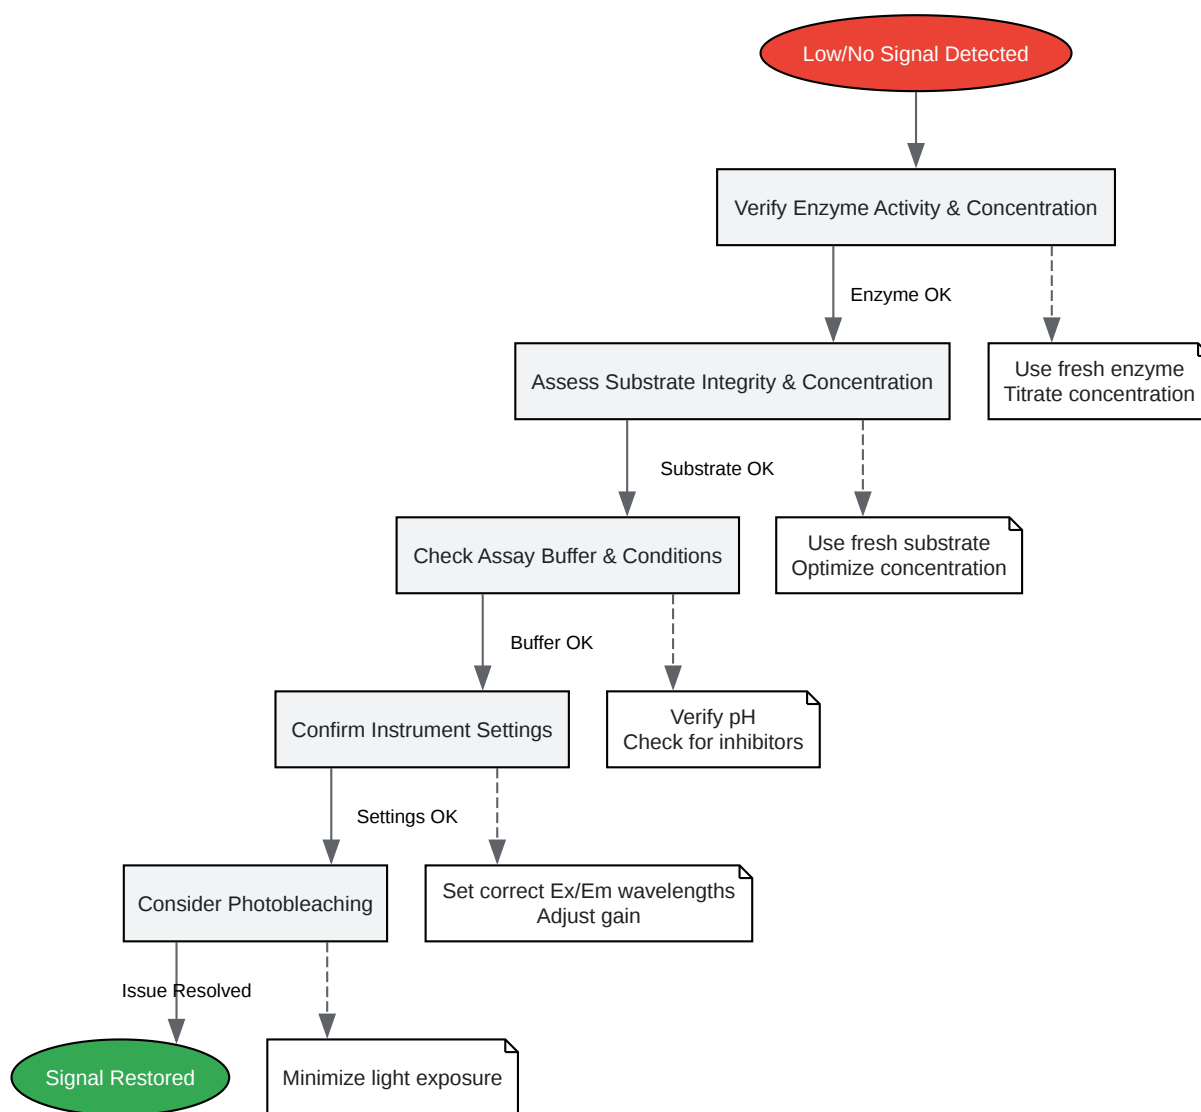 Low/No Signal Detected
Verify Enzyme Activity & Concentration
Enzyme OK
Assess Substrate Integrity & Concentration
Use fresh enzyme
Titrate concentration
Substrate OK
Check Assay Buffer & Conditions
Use fresh substrate
Optimize concentration
Buffer OK
Confirm Instrument Settings
Verify pH
Check for inhibitors
Settings OK
Consider Photobleaching
Set correct Ex/Em wavelengths
Adjust gain
Issue Resolved
Signal Restored
Minimize light exposure